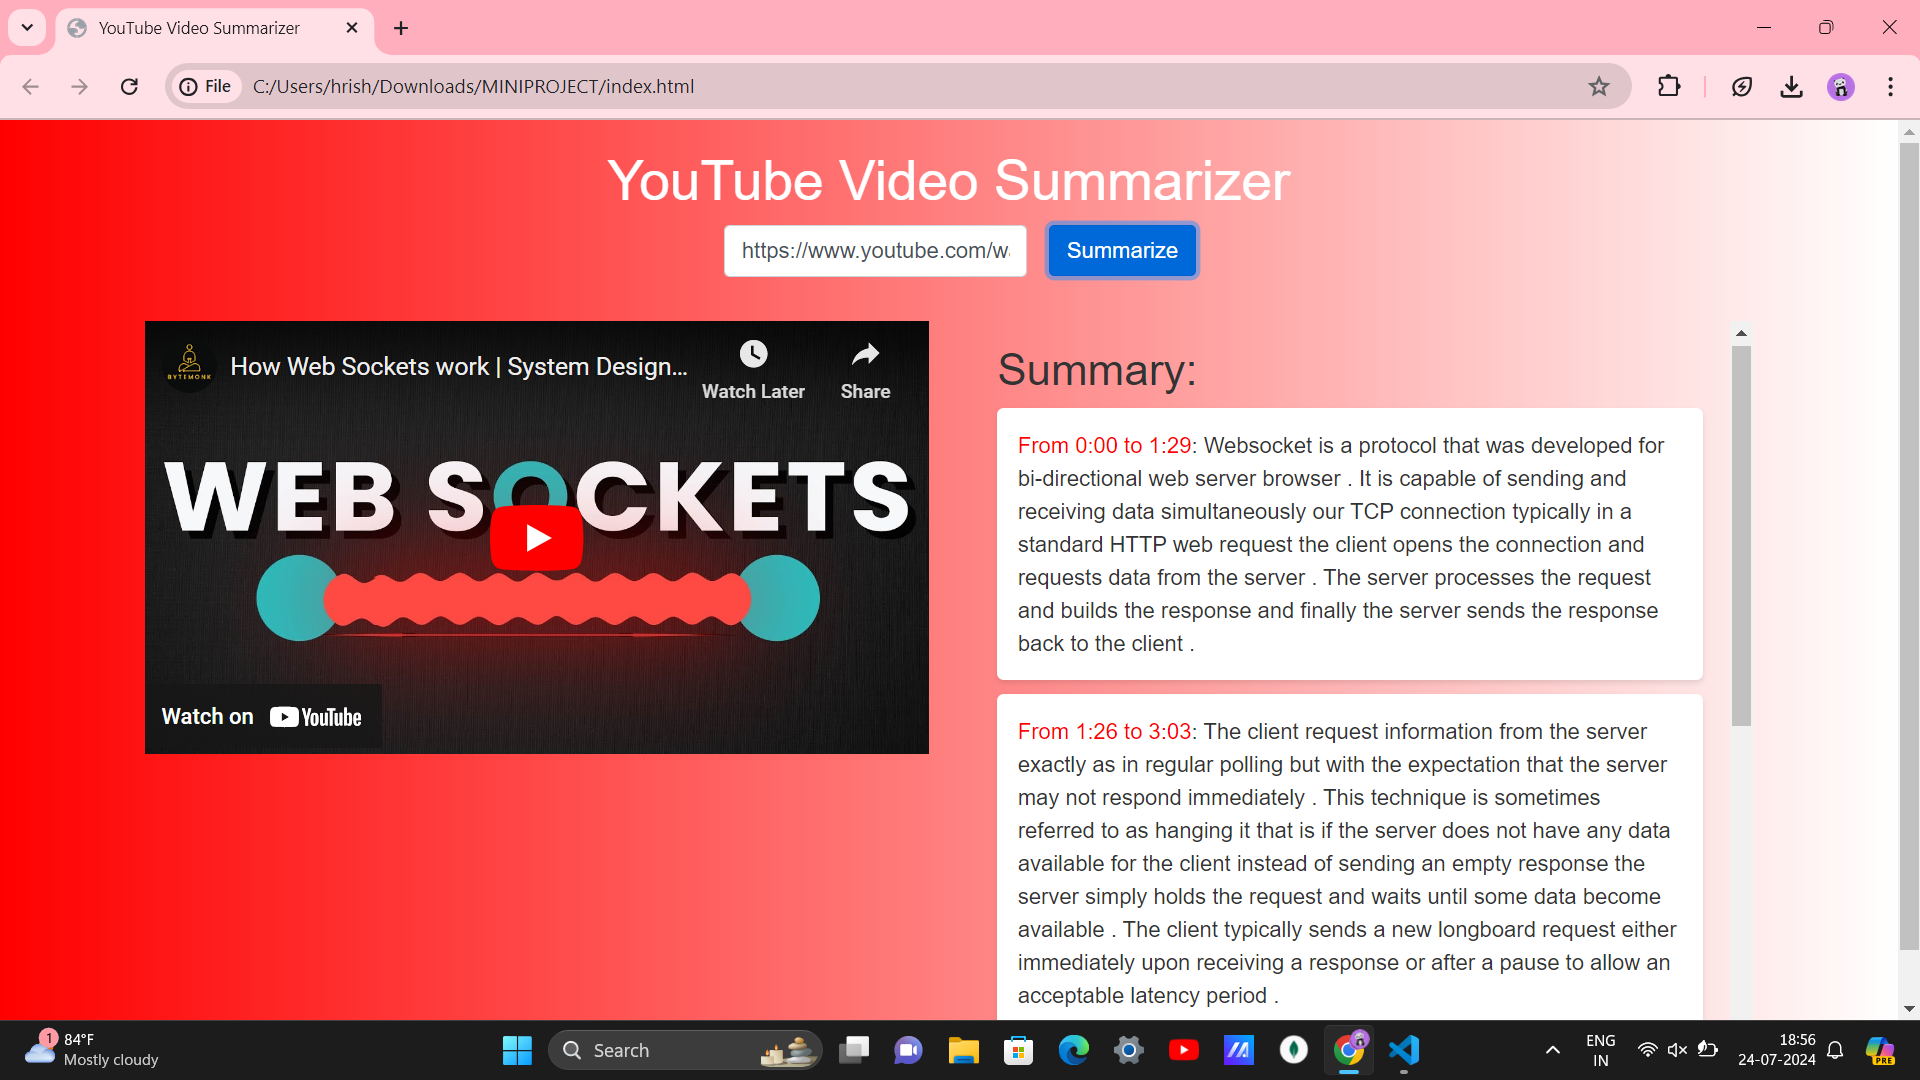 YouTube Video Summarizer
File
C:/Users/hrish/Downloads/MINIPROJECT/index.html
YouTube Video Summarizer
https://www.youtube.com/wa
Summarize
BYTEMONK
How Web Sockets work | System Design...
Watch Later
Share
WEB SOCKETS
Watch on YouTube
Summary:
From 0:00 to 1:29: Websocket is a protocol that was developed for
bi-directional web server browser . It is capable of sending and
receiving data simultaneously our TCP connection typically in a
standard HTTP web request the client opens the connection and
requests data from the server . The server processes the request
and builds the response and finally the server sends the response
back to the client .
From 1:26 to 3:03: The client request information from the server
exactly as in regular polling but with the expectation that the server
may not respond immediately . This technique is sometimes
referred to as hanging it that is if the server does not have any data
available for the client instead of sending an empty response the
server simply holds the request and waits until some data become
available . The client typically sends a new longboard request either
immediately upon receiving a response or after a pause to allow an
acceptable latency period .
1
84°F
Mostly cloudy
Search
ENG
IN
18:56
24-07-2024
PRE